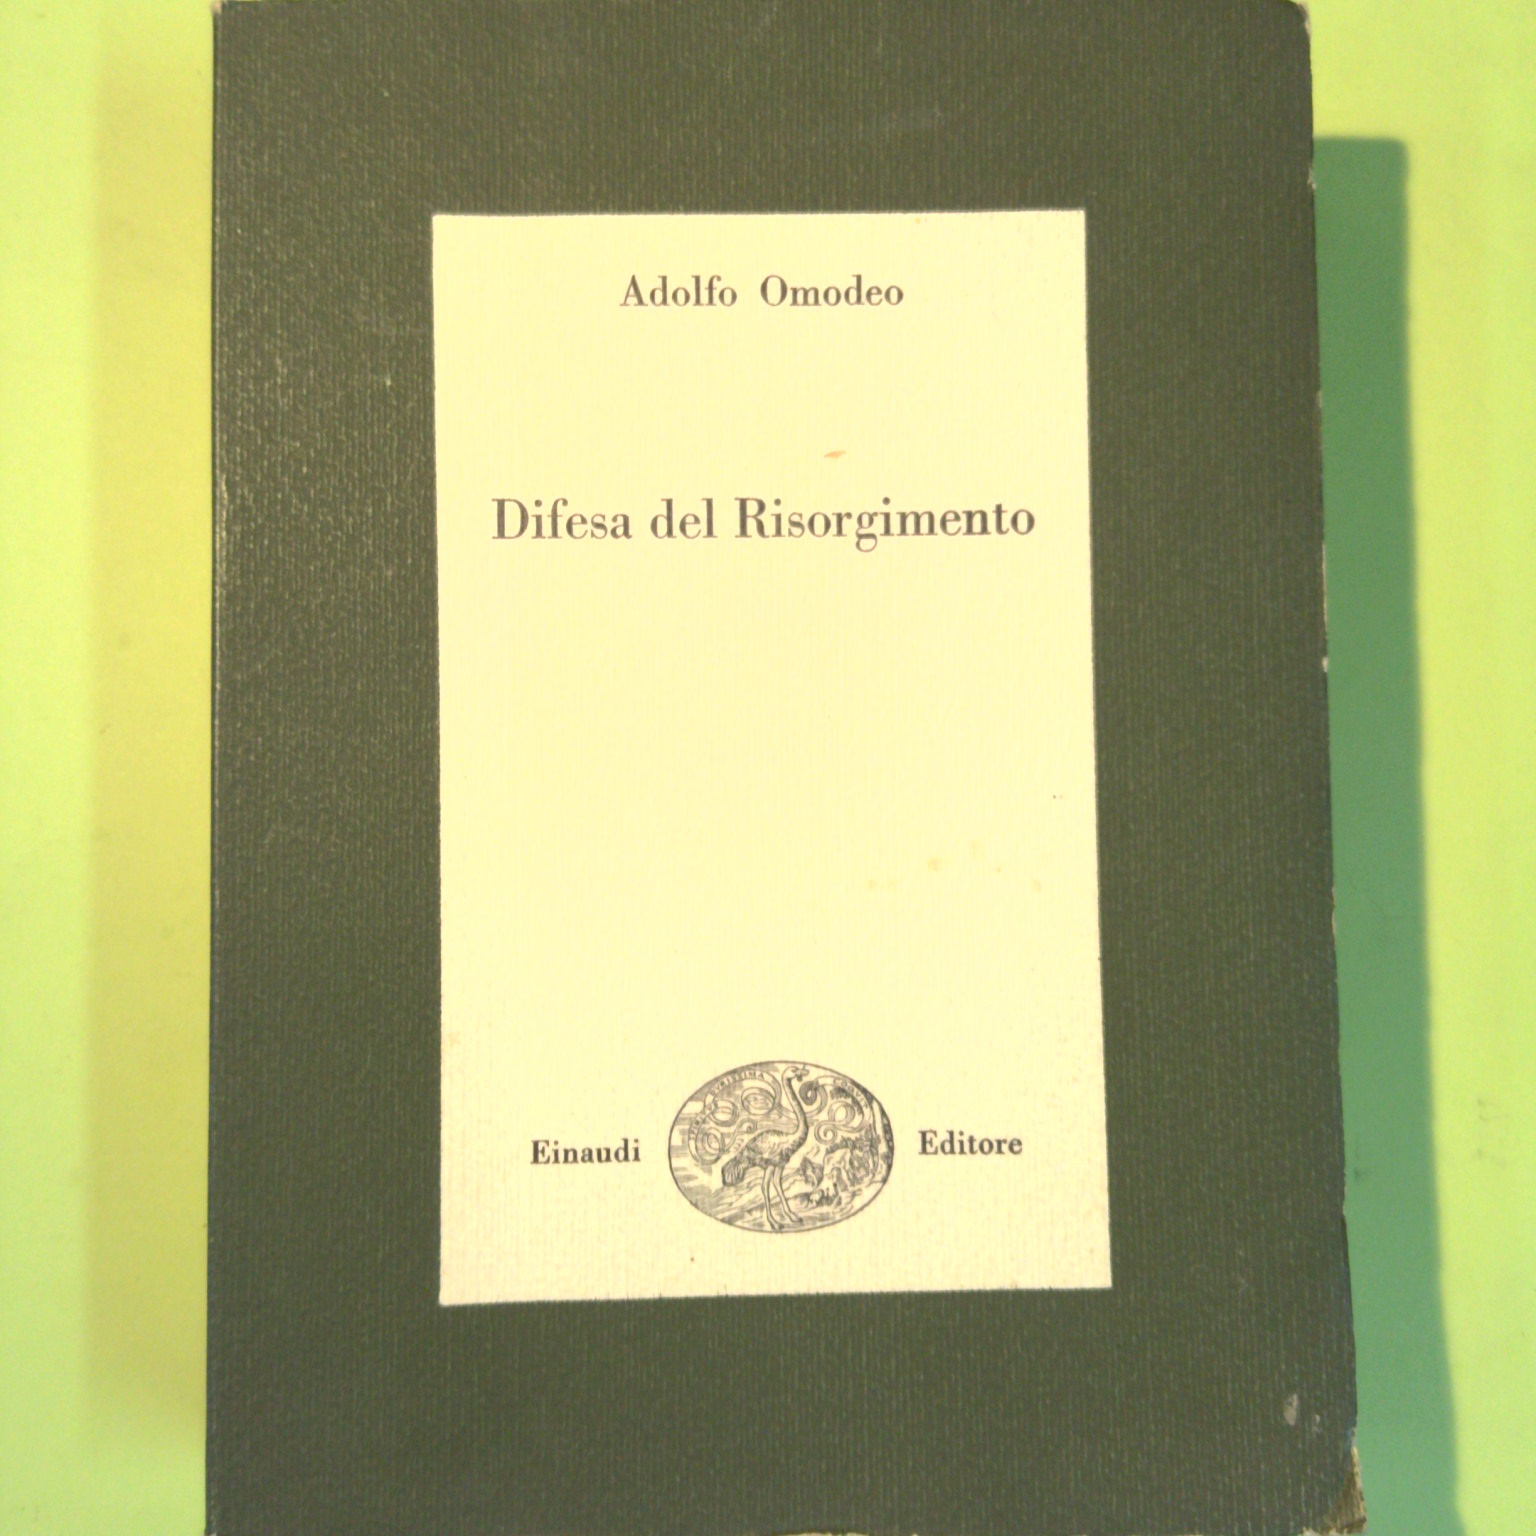 Adolfo Omodeo
Difesa del Risorgimento
Einaudi Editore